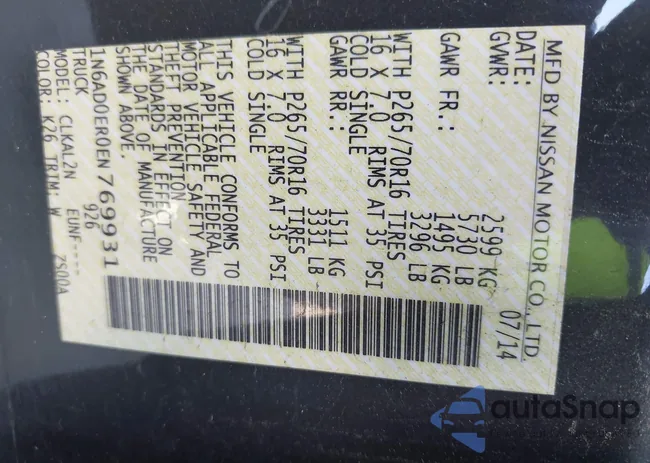 MFD BY NISSAN MOTOR CO., LTD.
DATE: 07/14
GVWR: 2599 KG
5730 LB
GAWR FR.: 1495 KG
3296 LB
WITH P265/70R16 TIRES
16 X 7.0 RIMS AT 35 PSI
COLD SINGLE
GAWR RR.: 1511 KG
3331 LB
WITH P265/70R16 TIRES
16 X 7.0 RIMS AT 35 PSI
COLD SINGLE
THIS VEHICLE CONFORMS TO
ALL APPLICABLE FEDERAL
MOTOR VEHICLE SAFETY AND
THEFT PREVENTION
STANDARDS IN EFFECT ON
THE DATE OF MANUFACTURE
SHOWN ABOVE.
1N6AD0ER0EN769931
TRUCK 926
MODEL: CLKAL2N EUNF----
COLOR: K26 TRIM: W ZS00A
autoSnap